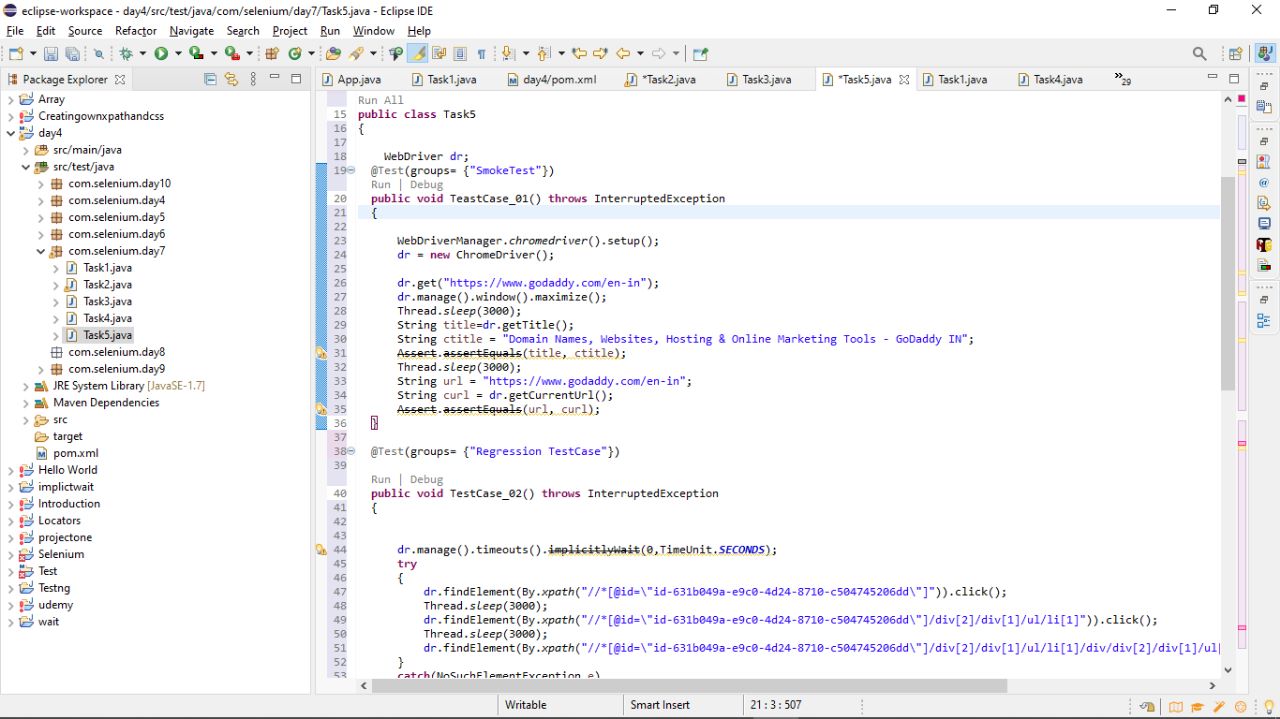 eclipse-workspace - day4/src/test/java/com/selenium/day7/Task5.java - Eclipse IDE
File Edit Source Refactor Navigate Search Project Run Window Help
Package Explorer
Array
Creatingownxpathandcss
day4
src/main/java
src/test/java
com.selenium.day10
com.selenium.day4
com.selenium.day5
com.selenium.day6
com.selenium.day7
Task1.java
Task2.java
Task3.java
Task4.java
Task5.java
com.selenium.day8
com.selenium.day9
JRE System Library [JavaSE-1.7]
Maven Dependencies
src
target
pom.xml
Hello World
implictwait
Introduction
Locators
projectone
Selenium
Test
Testng
udemy
wait
App.java Task1.java day4/pom.xml *Task2.java Task3.java *Task5.java Task1.java Task4.java »29
Run All
15 public class Task5
16 {
17
18 WebDriver dr;
19 @Test(groups= {"SmokeTest"})
Run | Debug
20 public void TeastCase_01() throws InterruptedException
21 {
22
23 WebDriverManager.chromedriver().setup();
24 dr = new ChromeDriver();
25
26 dr.get("https://www.godaddy.com/en-in");
27 dr.manage().window().maximize();
28 Thread.sleep(3000);
29 String title=dr.getTitle();
30 String ctitle = "Domain Names, Websites, Hosting & Online Marketing Tools - GoDaddy IN";
31 Assert.assertEquals(title, ctitle);
32 Thread.sleep(3000);
33 String url = "https://www.godaddy.com/en-in";
34 String curl = dr.getCurrentUrl();
35 Assert.assertEquals(url, curl);
36 }
37
38 @Test(groups= {"Regression TestCase"})
39
Run | Debug
40 public void TestCase_02() throws InterruptedException
41 {
42
43
44 dr.manage().timeouts().implicitlyWait(0,TimeUnit.SECONDS);
45 try
46 {
47 dr.findElement(By.xpath("//*[@id=\"id-631b049a-e9c0-4d24-8710-c504745206dd\"]")).click();
48 Thread.sleep(3000);
49 dr.findElement(By.xpath("//*[@id=\"id-631b049a-e9c0-4d24-8710-c504745206dd\"]/div[2]/div[1]/ul/li[1]")).click();
50 Thread.sleep(3000);
51 dr.findElement(By.xpath("//*[@id=\"id-631b049a-e9c0-4d24-8710-c504745206dd\"]/div[2]/div[1]/ul/li[1]/div/div[2]/div[1]/ul[
52 }
53 catch(NoSuchElementException e)
Writable Smart Insert 21 : 3 : 507